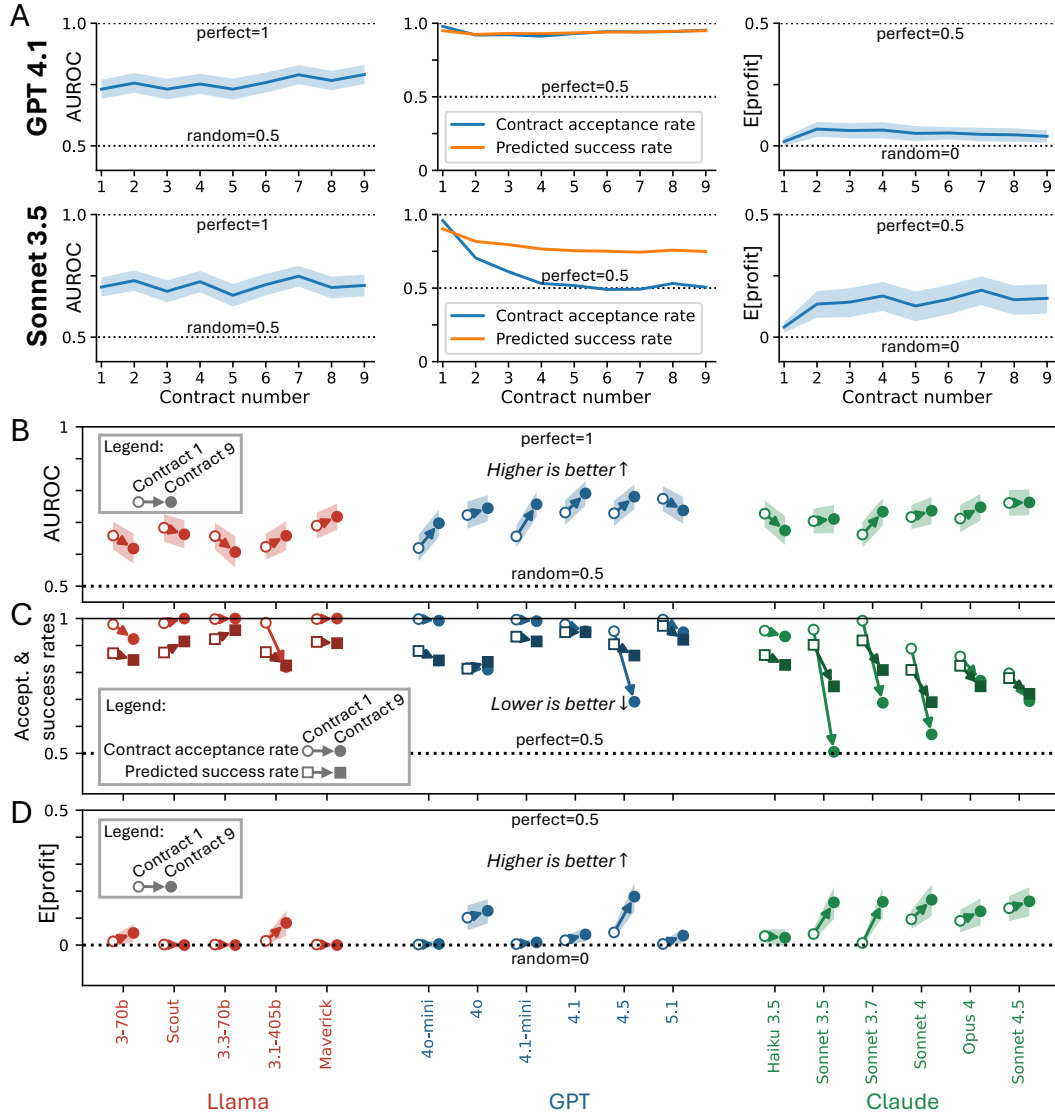 A
GPT 4.1
AUROC
1.0
0.5
perfect=1
random=0.5
1 2 3 4 5 6 7 8 9
1.0
0.5
0
perfect=0.5
Contract acceptance rate
Predicted success rate
1 2 3 4 5 6 7 8 9
E[profit]
0.5
0
perfect=0.5
random=0
1 2 3 4 5 6 7 8 9
Sonnet 3.5
AUROC
1.0
0.5
perfect=1
random=0.5
1 2 3 4 5 6 7 8 9
Contract number
1.0
0.5
0
perfect=0.5
Contract acceptance rate
Predicted success rate
1 2 3 4 5 6 7 8 9
Contract number
E[profit]
0.5
0
perfect=0.5
random=0
1 2 3 4 5 6 7 8 9
Contract number
B
AUROC
1
0.5
Legend:
Contract 1
Contract 9
perfect=1
Higher is better ↑
random=0.5
C
Accept. &
success rates
1
0.5
Legend:
Contract 1
Contract 9
Contract acceptance rate
Predicted success rate
Lower is better ↓
perfect=0.5
D
E[profit]
0.5
0
Legend:
Contract 1
Contract 9
perfect=0.5
Higher is better ↑
random=0
3-70b
Scout
3.3-70b
3.1-405b
Maverick
4o-mini
4o
4.1-mini
4.1
4.5
5.1
Haiku 3.5
Sonnet 3.5
Sonnet 3.7
Sonnet 4
Opus 4
Sonnet 4.5
Llama
GPT
Claude